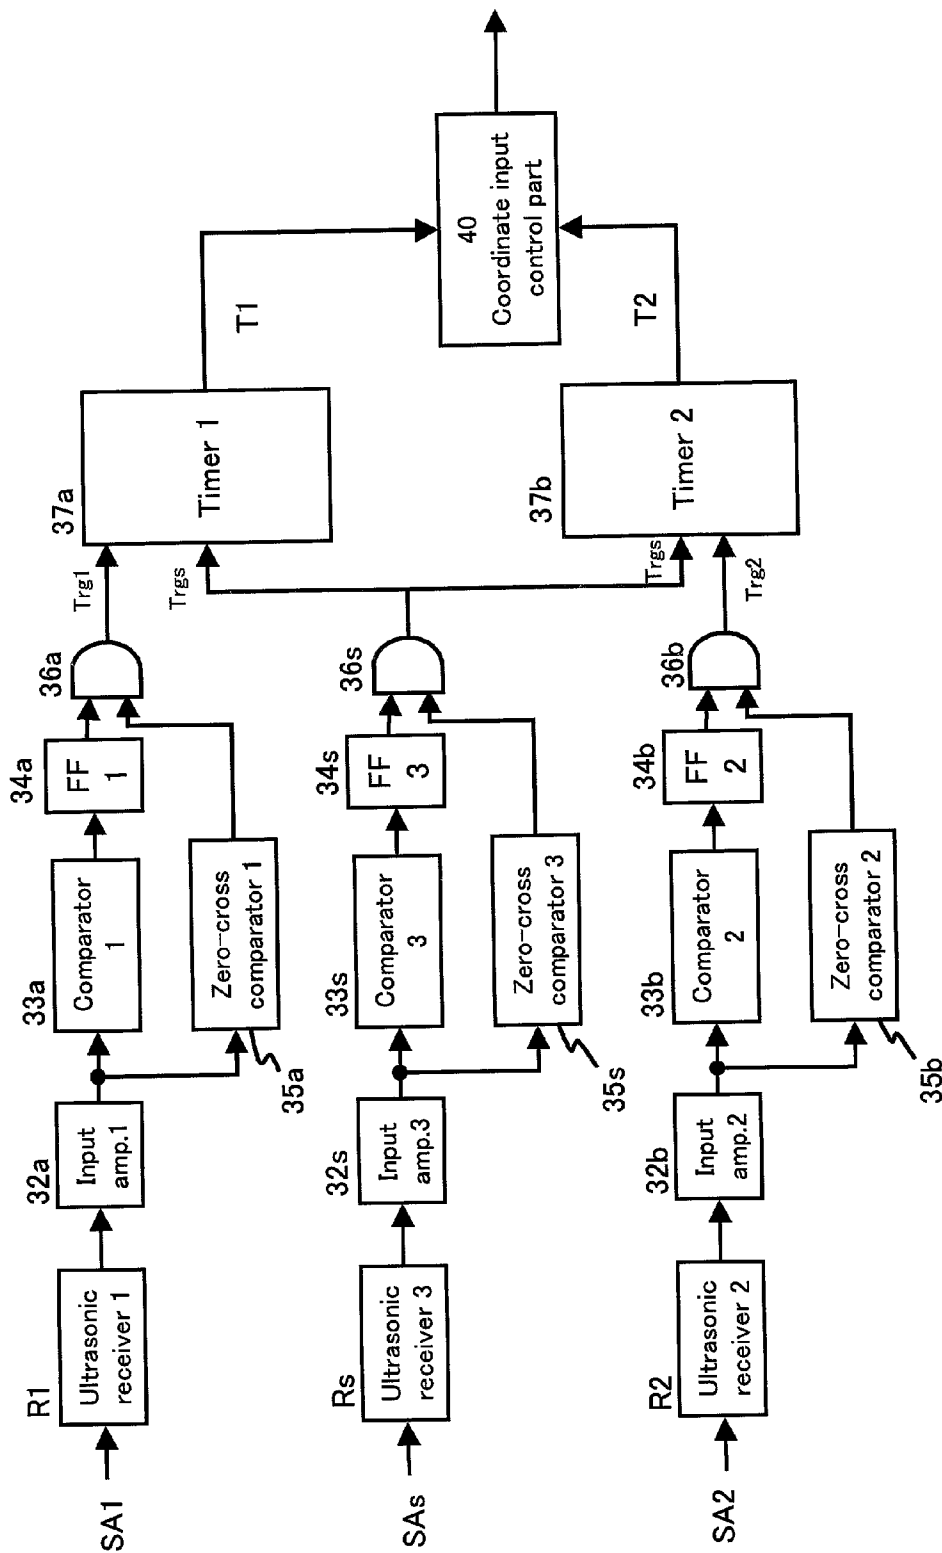 SA1
R1
Ultrasonic
receiver 1
32a
Input
amp.1
33a
Comparator
1
34a
FF
1
35a
Zero-cross
comparator 1
36a
Trg1
Trgs
37a
Timer 1
T1
SAs
Rs
Ultrasonic
receiver 3
32s
Input
amp.3
33s
Comparator
3
34s
FF
3
35s
Zero-cross
comparator 3
36s
40
Coordinate input
control part
SA2
R2
Ultrasonic
receiver 2
32b
Input
amp.2
33b
Comparator
2
34b
FF
2
35b
Zero-cross
comparator 2
36b
Trgs
Trg2
37b
Timer 2
T2